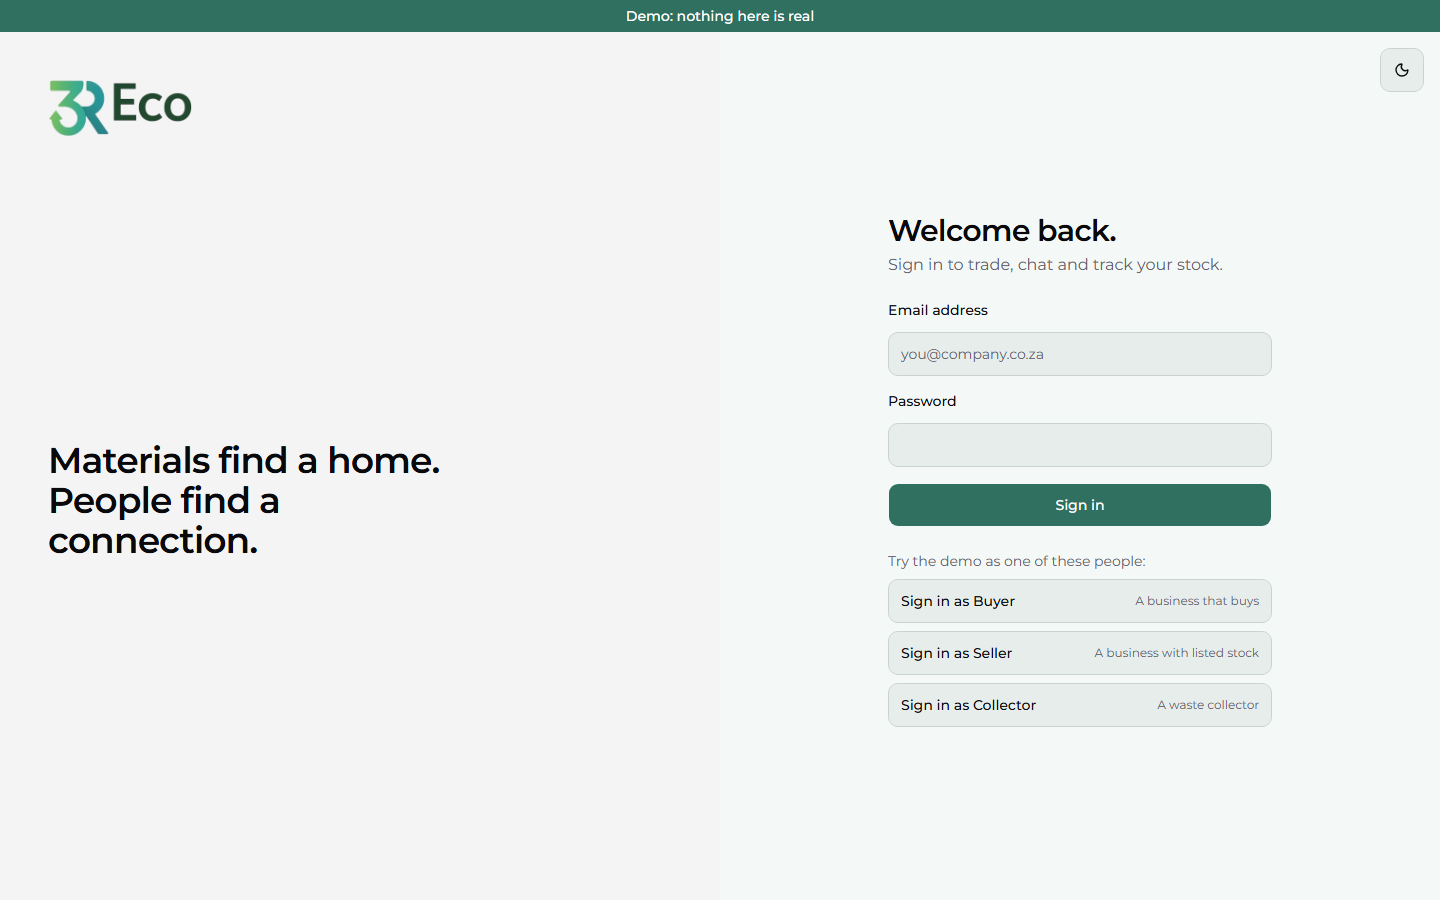 Demo: nothing here is real
3R Eco
Materials find a home.
People find a
connection.
Welcome back.
Sign in to trade, chat and track your stock.
Email address
you@company.co.za
Password
Sign in
Try the demo as one of these people:
Sign in as Buyer A business that buys
Sign in as Seller A business with listed stock
Sign in as Collector A waste collector